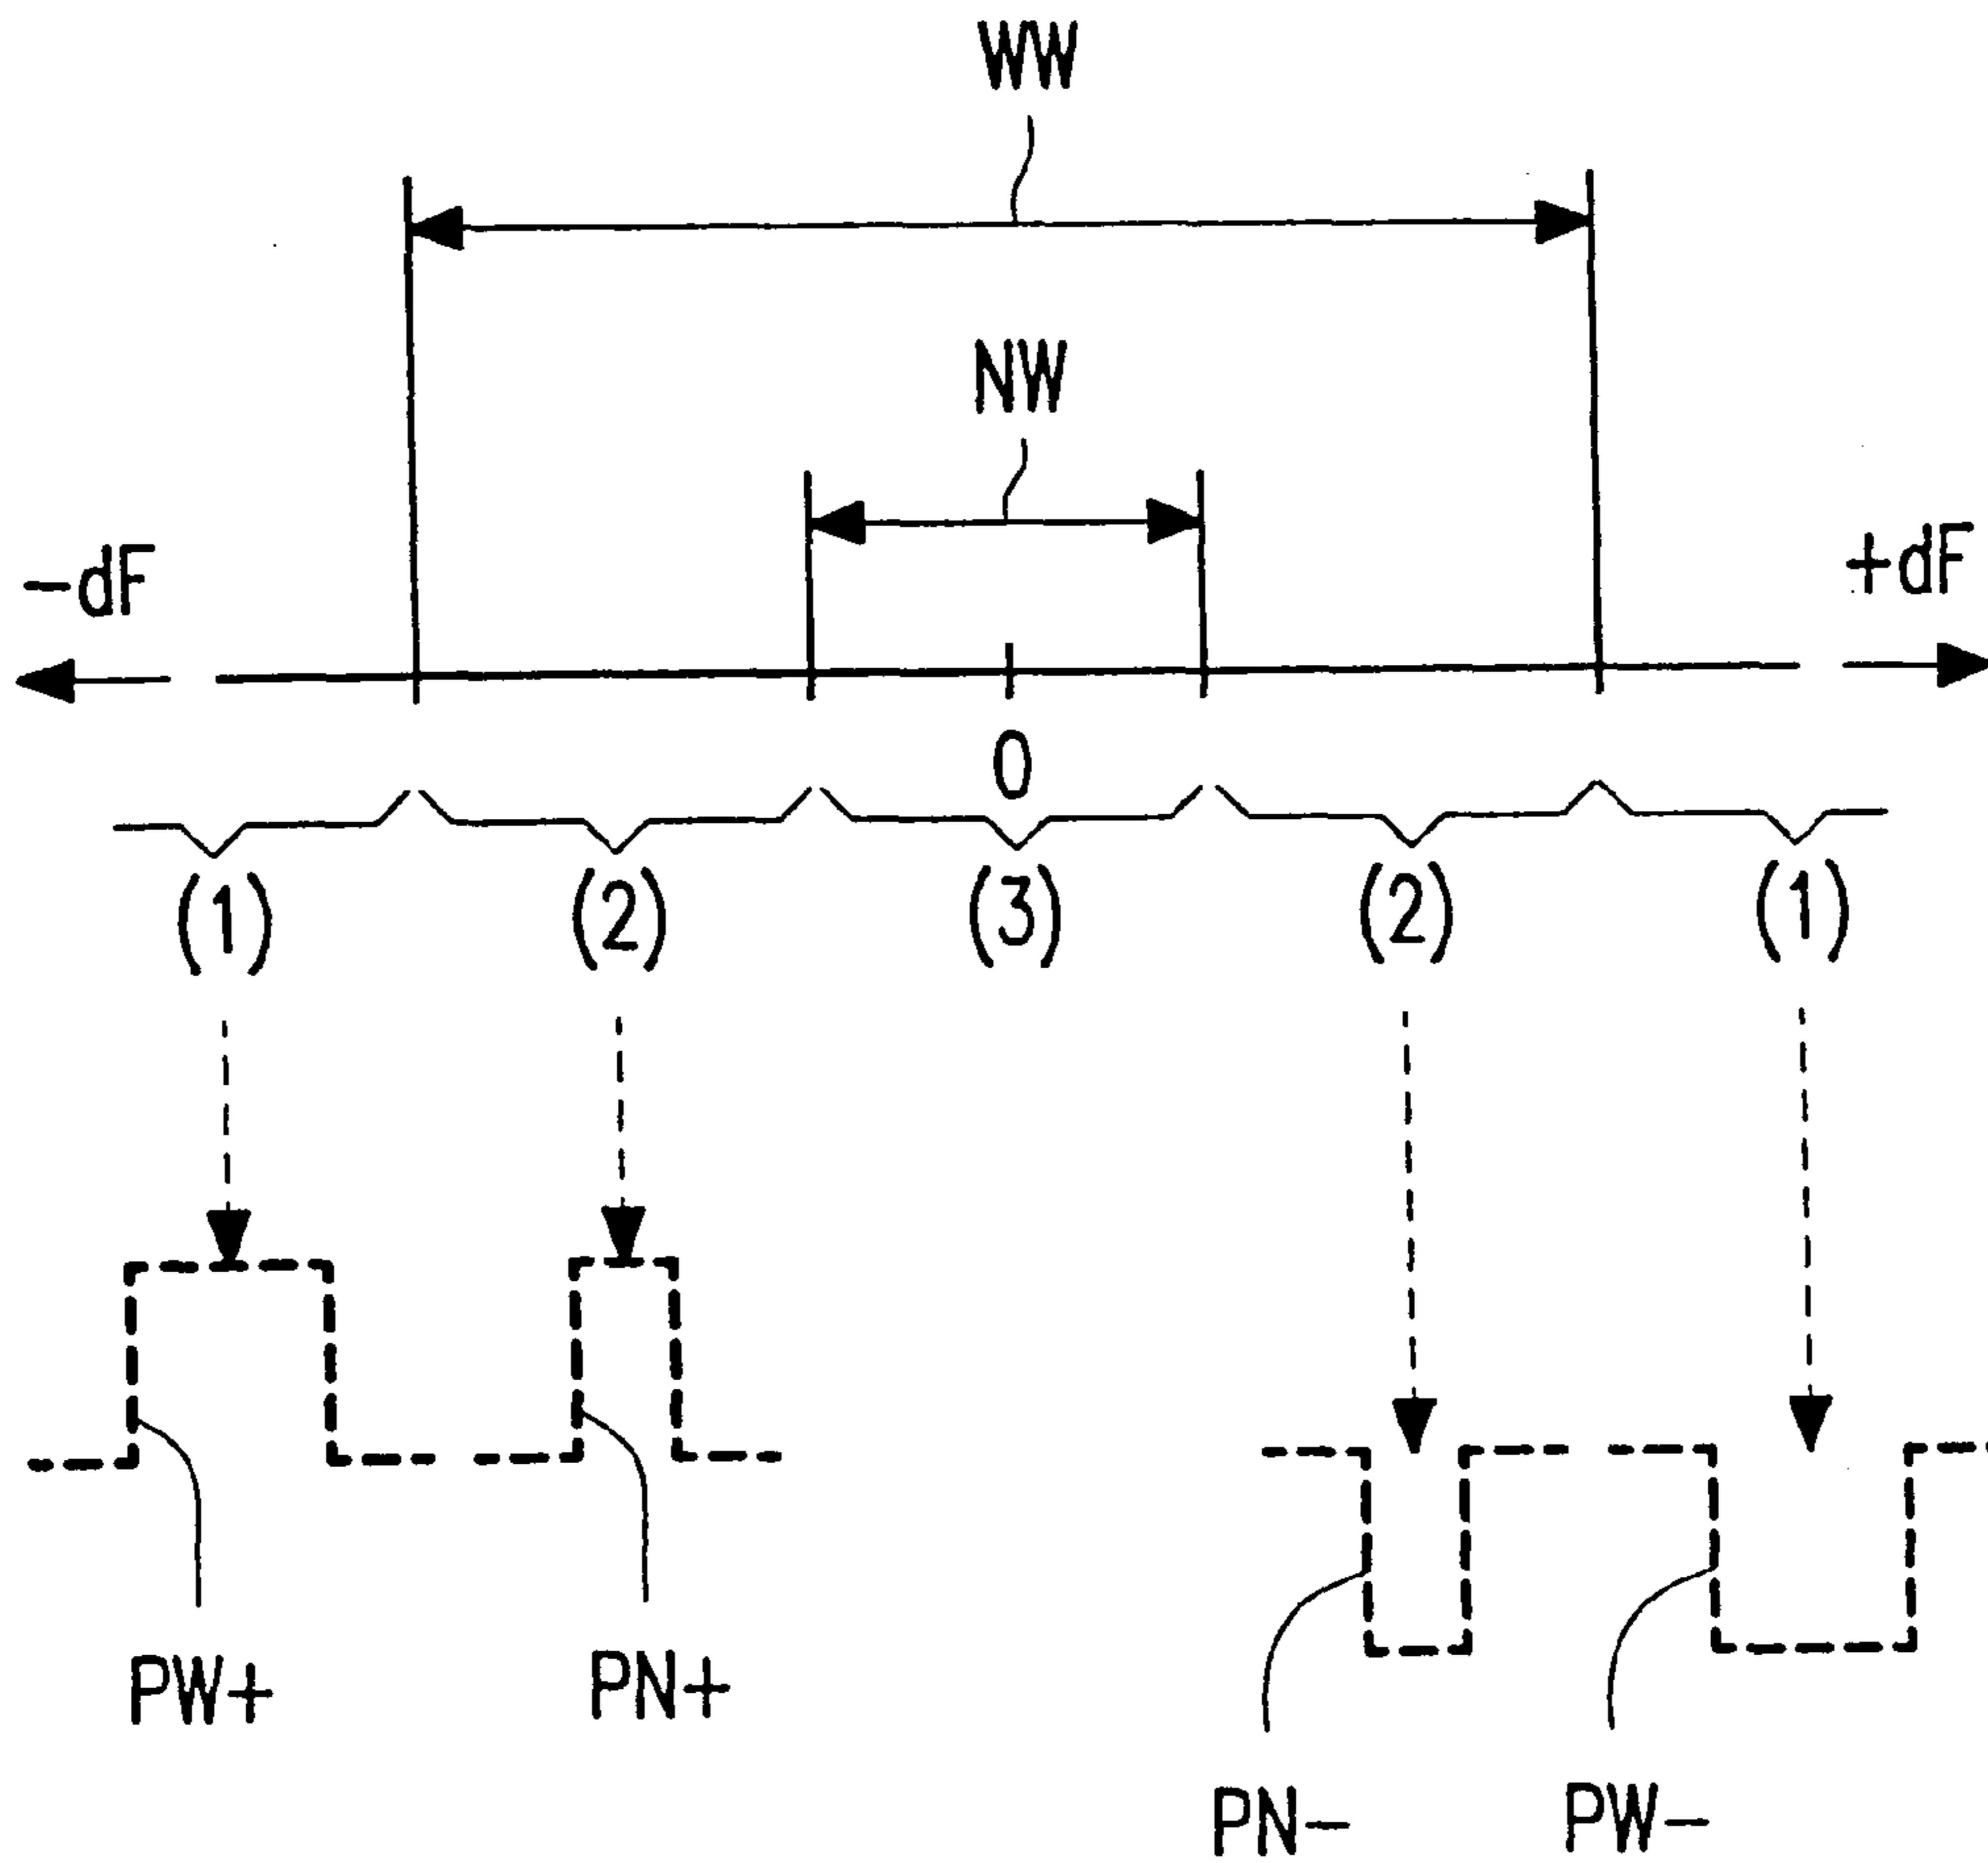 WW
NW
-dF
+dF
0
(1) (2) (3) (2) (1)
PW+ PN+
PN- PW-